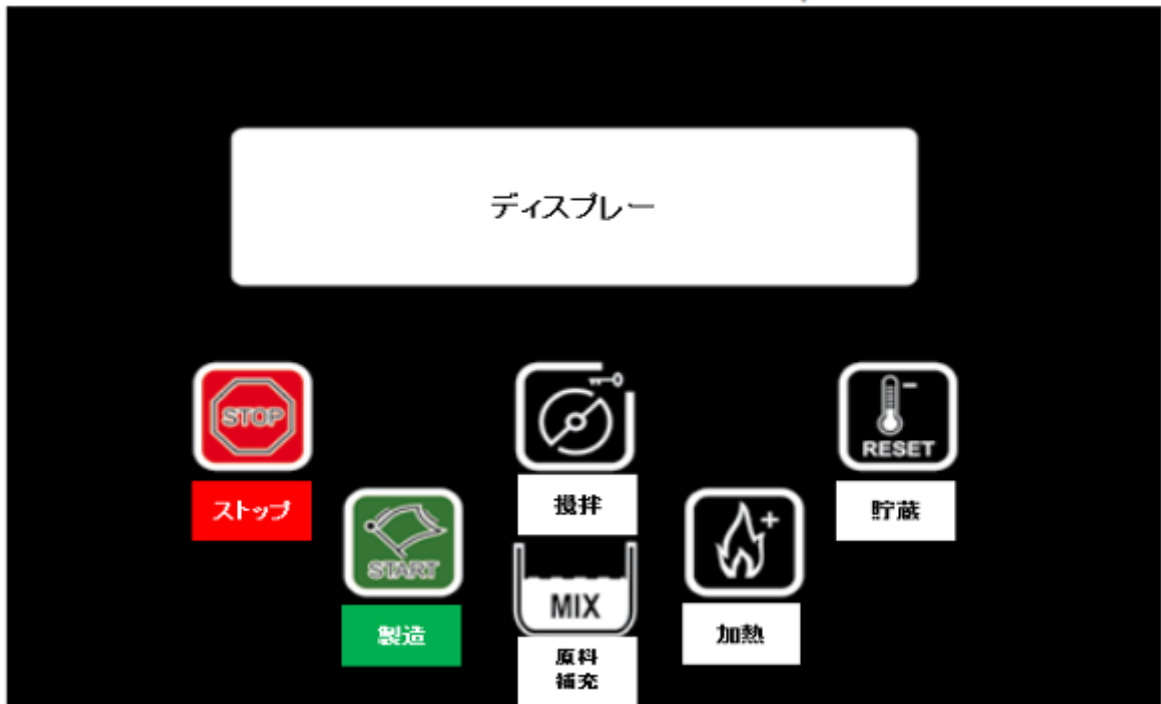 ディスプレー
STOP
RESET
ストップ
攪拌
貯蔵
START
MIX
製造
加熱
原料
補充